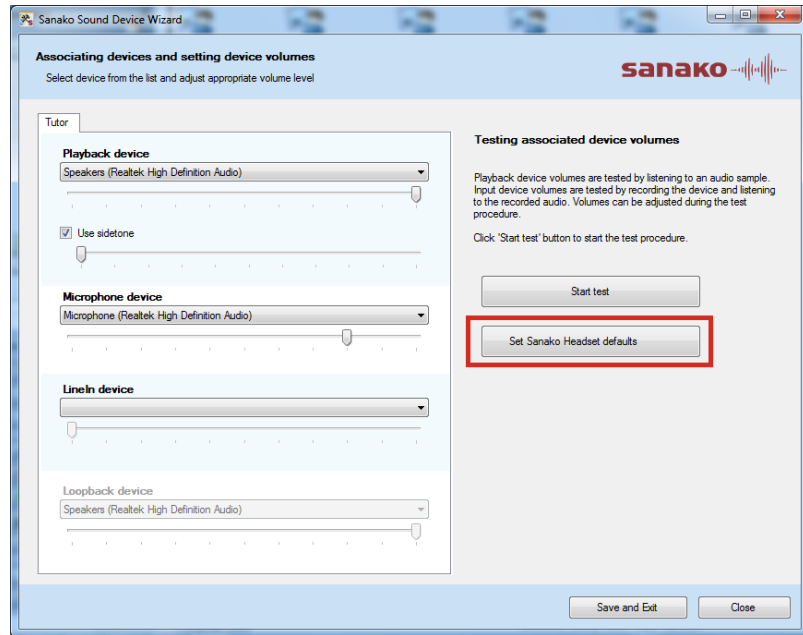 Sanako Sound Device Wizard
Associating devices and setting device volumes
Select device from the list and adjust appropriate volume level
sanako
Tutor
Playback device
Speakers (Realtek High Definition Audio)
Use sidetone
Microphone device
Microphone (Realtek High Definition Audio)
LineIn device
Loopback device
Speakers (Realtek High Definition Audio)
Testing associated device volumes
Playback device volumes are tested by listening to an audio sample.
Input device volumes are tested by recording the device and listening
to the recorded audio. Volumes can be adjusted during the test
procedure.
Click 'Start test' button to start the test procedure.
Start test
Set Sanako Headset defaults
Save and Exit
Close